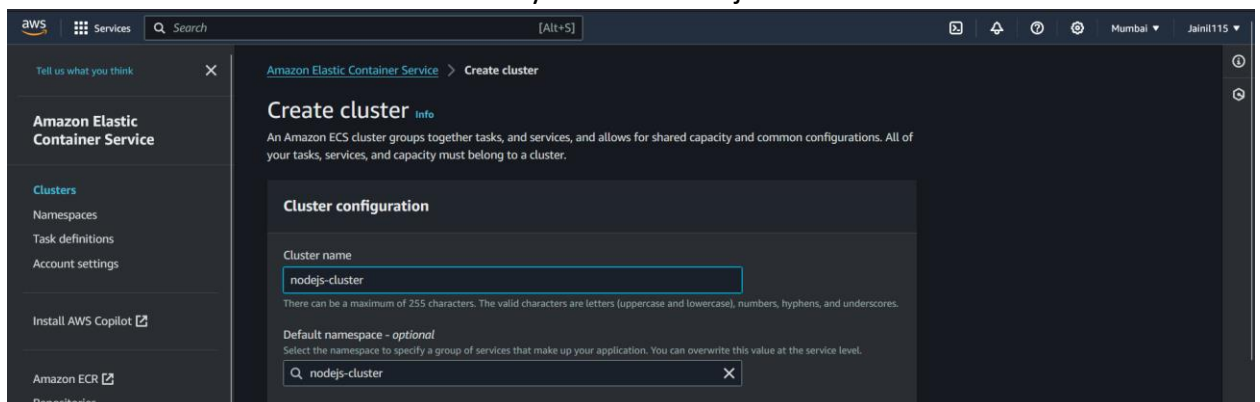 aws
Services
Search
[Alt+S]
Mumbai
Jainil115
Tell us what you think
Amazon Elastic Container Service
Clusters
Namespaces
Task definitions
Account settings
Install AWS Copilot
Amazon ECR
Amazon Elastic Container Service > Create cluster
Create cluster Info
An Amazon ECS cluster groups together tasks, and services, and allows for shared capacity and common configurations. All of
your tasks, services, and capacity must belong to a cluster.
Cluster configuration
Cluster name
nodejs-cluster
There can be a maximum of 255 characters. The valid characters are letters (uppercase and lowercase), numbers, hyphens, and underscores.
Default namespace - optional
Select the namespace to specify a group of services that make up your application. You can overwrite this value at the service level.
nodejs-cluster